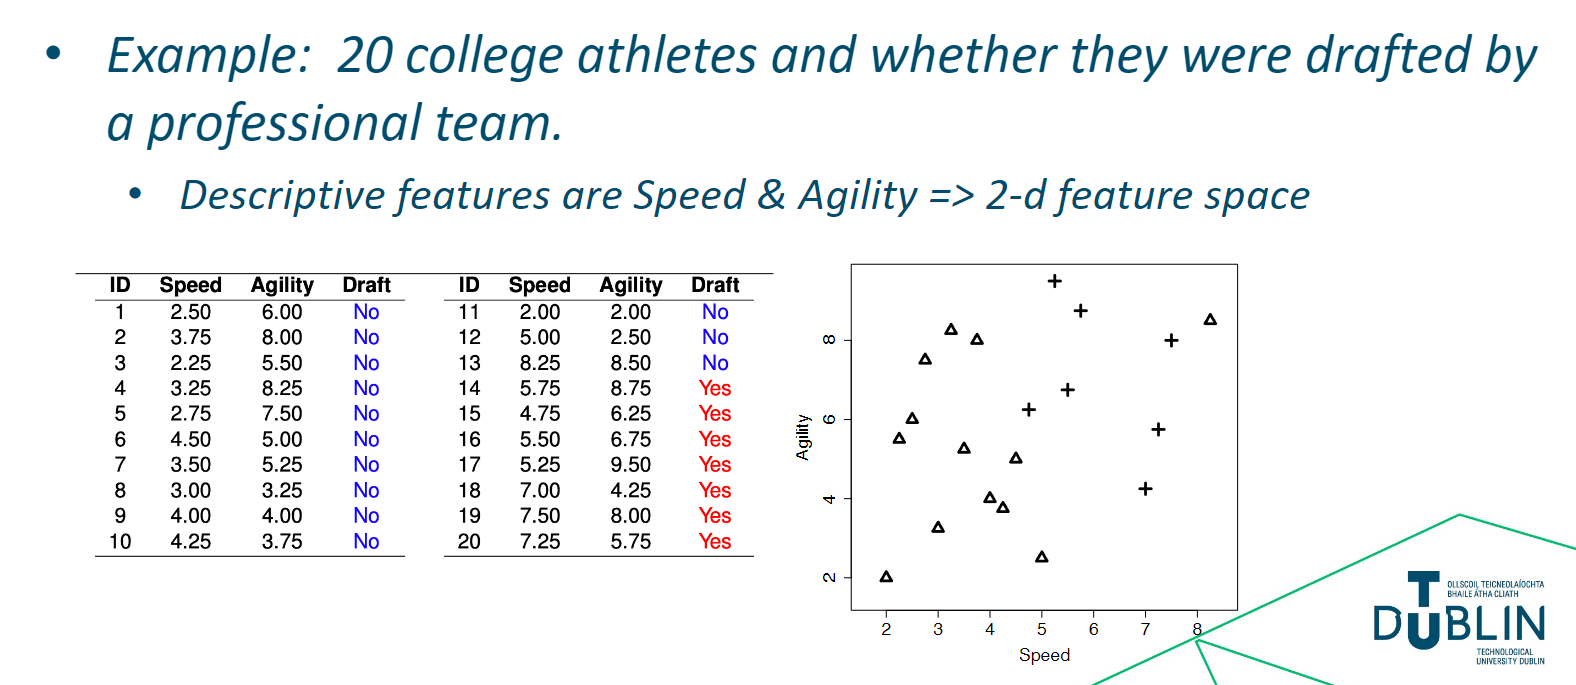 • Example: 20 college athletes and whether they were drafted by
a professional team.
• Descriptive features are Speed & Agility => 2-d feature space
ID Speed Agility Draft ID Speed Agility Draft
1 2.50 6.00 No 11 2.00 2.00 No
2 3.75 8.00 No 12 5.00 2.50 No
3 2.25 5.50 No 13 8.25 8.50 No
4 3.25 8.25 No 14 5.75 8.75 Yes
5 2.75 7.50 No 15 4.75 6.25 Yes
6 4.50 5.00 No 16 5.50 6.75 Yes
7 3.50 5.25 No 17 5.25 9.50 Yes
8 3.00 3.25 No 18 7.00 4.25 Yes
9 4.00 4.00 No 19 7.50 8.00 Yes
10 4.25 3.75 No 20 7.25 5.75 Yes
Agility
8
6
4
2
2 3 4 5 6 7 8
Speed
OLLSCOIL TEICNEOLAÍOCHTA
BHAILE ÁTHA CLIATH
T
DUBLIN
TECHNOLOGICAL
UNIVERSITY DUBLIN